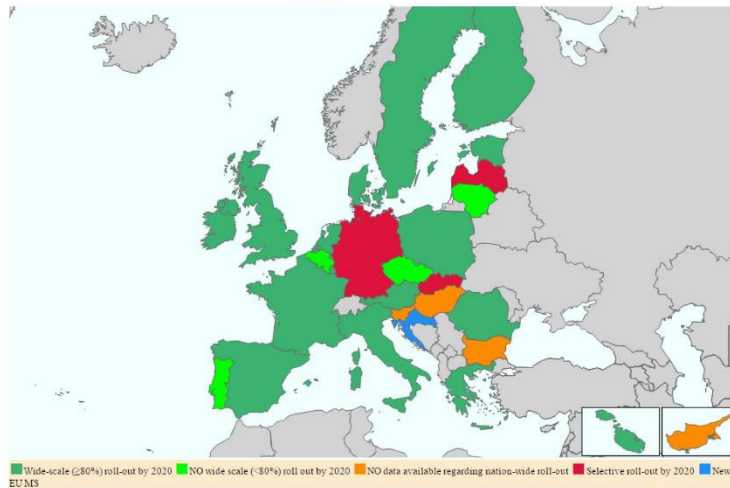 Wide-scale (≥80%) roll-out by 2020 NO wide scale (<80%) roll out by 2020 NO data available regarding nation-wide roll-out Selective roll-out by 2020 New
EU MS